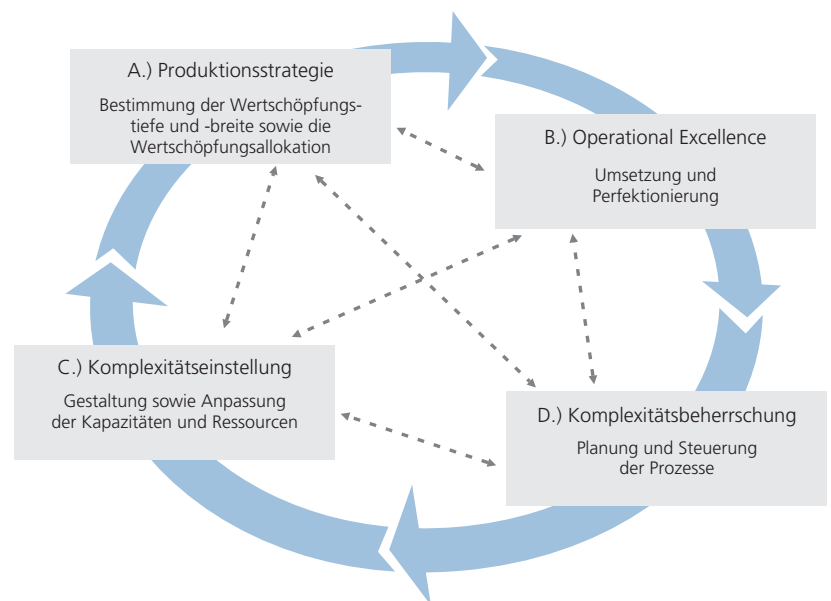 A.) Produktionsstrategie
Bestimmung der Wertschöpfungs-
tiefe und -breite sowie die
Wertschöpfungsallokation
B.) Operational Excellence
Umsetzung und
Perfektionierung
C.) Komplexitätseinstellung
Gestaltung sowie Anpassung
der Kapazitäten und Ressourcen
D.) Komplexitätsbeherrschung
Planung und Steuerung
der Prozesse